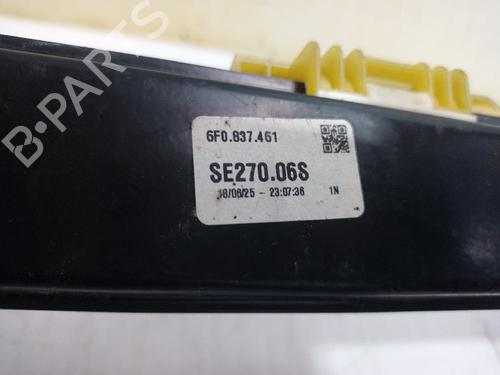 B-PARTS
6F0.837.461
SE270.06S
18/06/25 - 23:07:36 1N